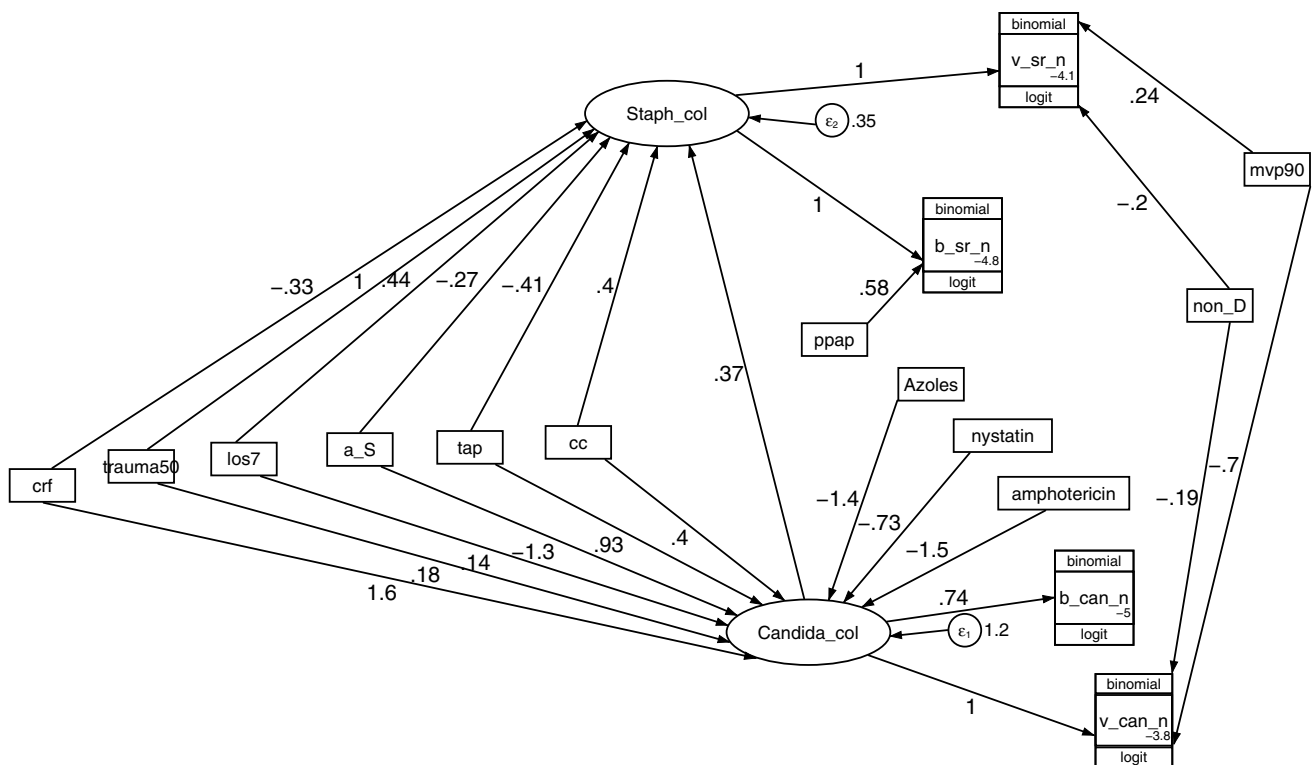 binomial
v_sr_n
−4.1
logit
1
.24
Staph_col
ε2
.35
mvp90
−.2
1
binomial
b_sr_n
−4.8
logit
.58
ppap
non_D
−.33
1
.44
−.27
−.41
.4
.37
Azoles
nystatin
amphotericin
crf
trauma50
los7
a_S
tap
cc
−1.4
−.73
−1.5
−.7
−.19
1.6
.18
.14
−1.3
.93
.4
.74
binomial
b_can_n
−5
logit
Candida_col
ε1
1.2
1
binomial
v_can_n
−3.8
logit